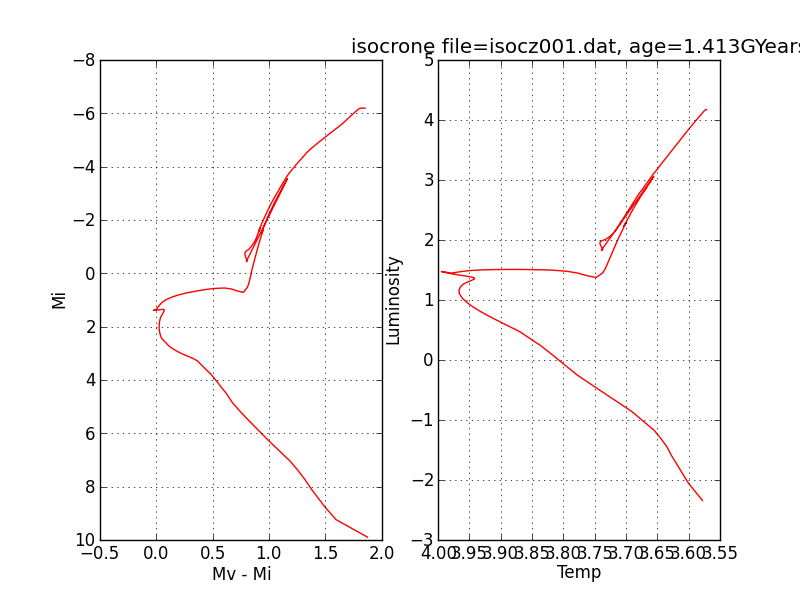 isocrone file=isocz001.dat, age=1.413GYears
−8
−6
−4
−2
0
2
4
6
8
10
Mi
−0.5 0.0 0.5 1.0 1.5 2.0
Mv - Mi
5
4
3
2
1
0
−1
−2
−3
Luminosity
4.00 3.95 3.90 3.85 3.80 3.75 3.70 3.65 3.60 3.55
Temp